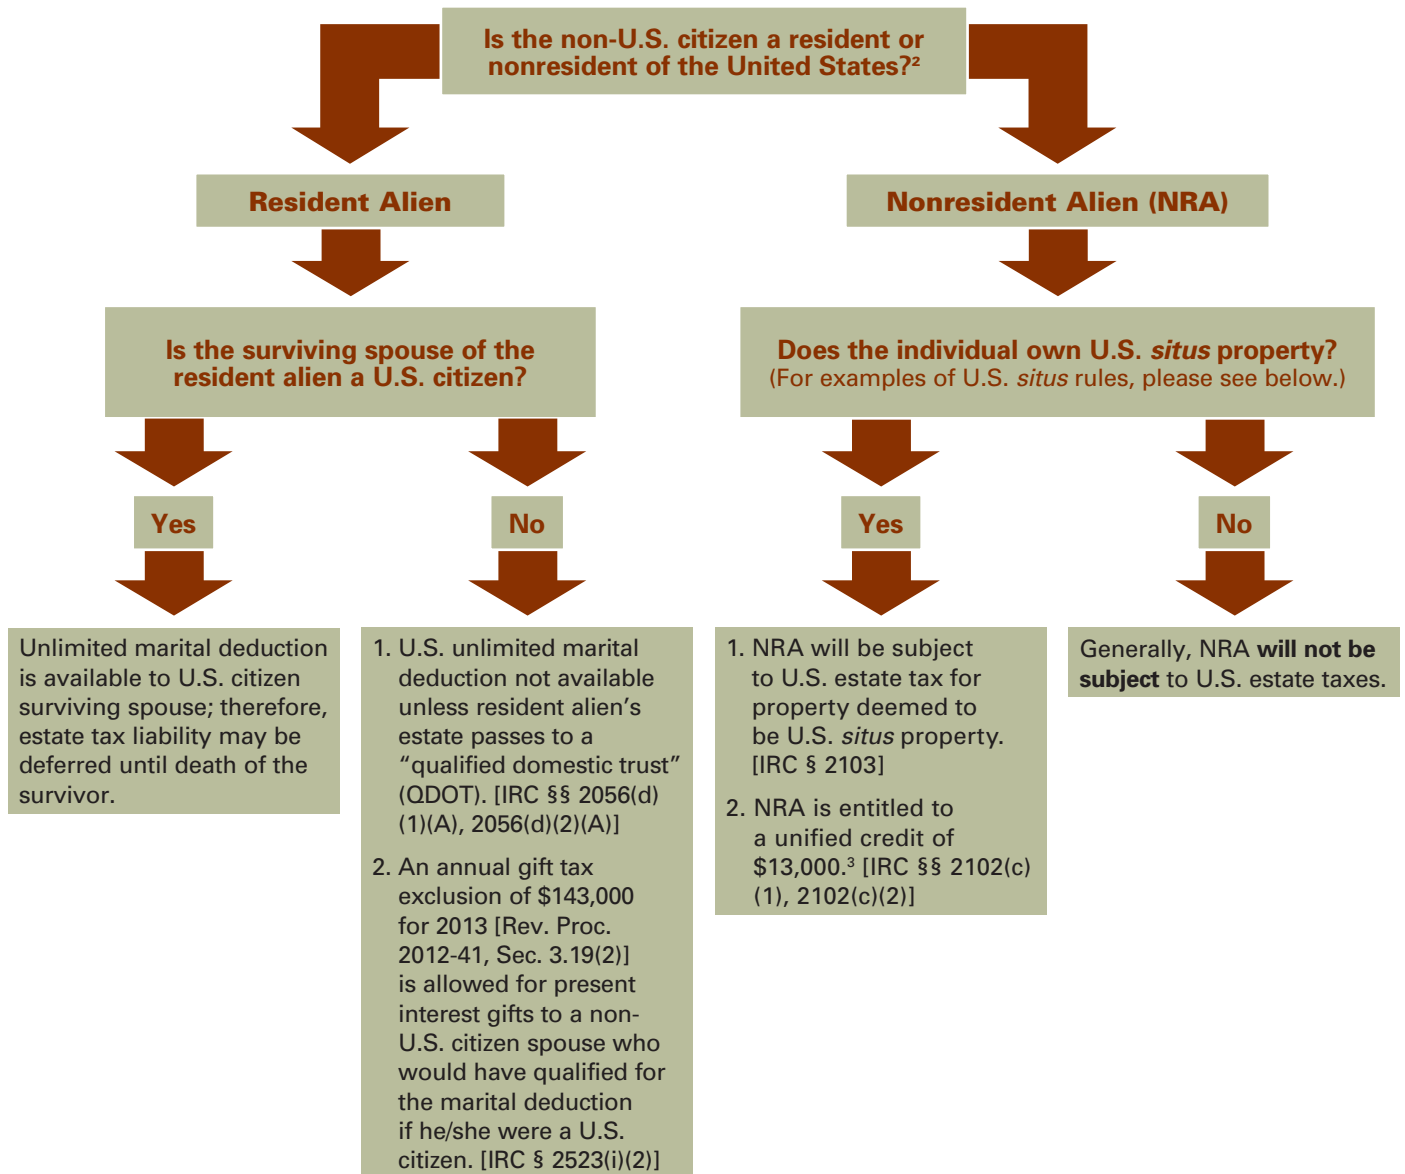 Is the non-U.S. citizen a resident or
nonresident of the United States?²
Resident Alien
Nonresident Alien (NRA)
Is the surviving spouse of the
resident alien a U.S. citizen?
Does the individual own U.S. situs property?
(For examples of U.S. situs rules, please see below.)
Yes
No
Yes
No
Unlimited marital deduction
is available to U.S. citizen
surviving spouse; therefore,
estate tax liability may be
deferred until death of the
survivor.
1. U.S. unlimited marital
deduction not available
unless resident alien’s
estate passes to a
“qualified domestic trust”
(QDOT). [IRC §§ 2056(d)
(1)(A), 2056(d)(2)(A)]
2. An annual gift tax
exclusion of $143,000
for 2013 [Rev. Proc.
2012-41, Sec. 3.19(2)]
is allowed for present
interest gifts to a non-
U.S. citizen spouse who
would have qualified for
the marital deduction
if he/she were a U.S.
citizen. [IRC § 2523(i)(2)]
1. NRA will be subject
to U.S. estate tax for
property deemed to
be U.S. situs property.
[IRC § 2103]
2. NRA is entitled to
a unified credit of
$13,000.³ [IRC §§ 2102(c)
(1), 2102(c)(2)]
Generally, NRA will not be
subject to U.S. estate taxes.